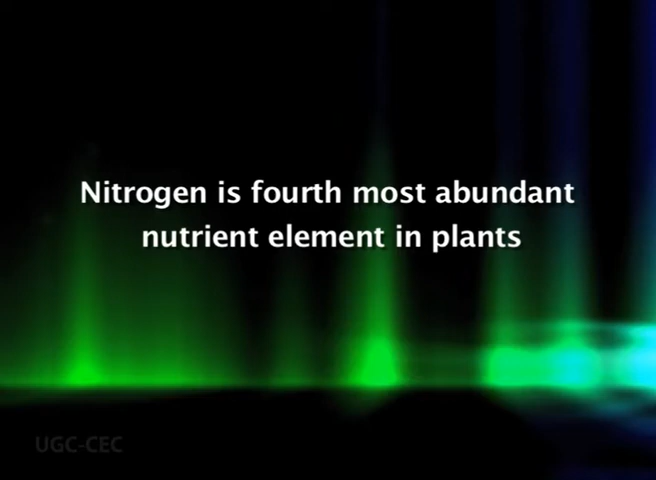 Nitrogen is fourth most abundant
nutrient element in plants
UGC-CEC